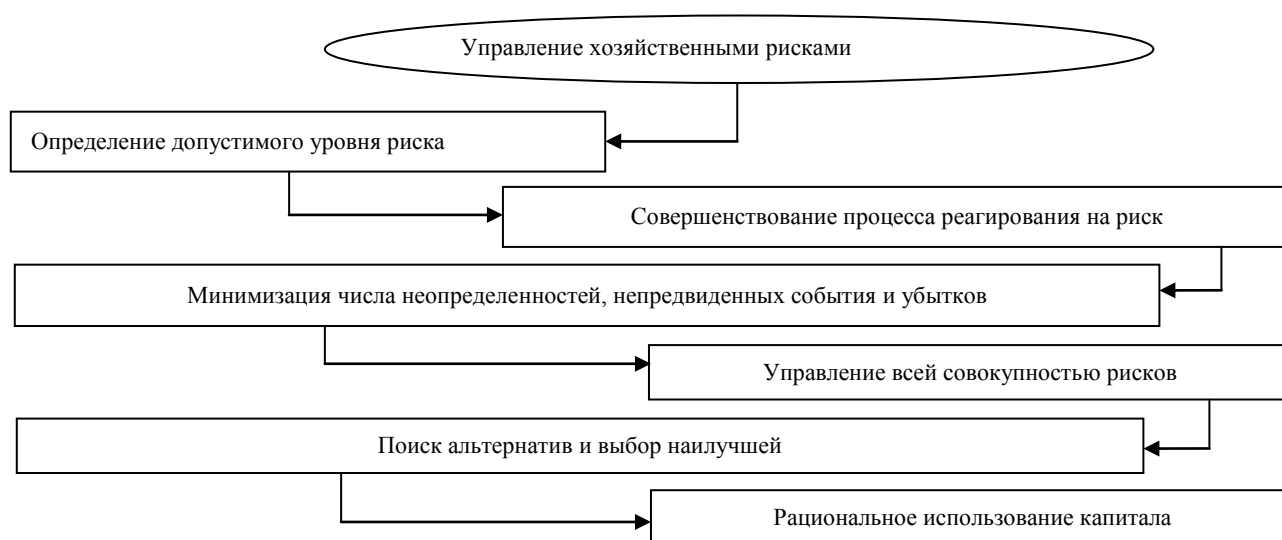 Управление хозяйственными рисками
Определение допустимого уровня риска
Совершенствование процесса реагирования на риск
Минимизация числа неопределенностей, непредвиденных события и убытков
Управление всей совокупностью рисков
Поиск альтернатив и выбор наилучшей
Рациональное использование капитала